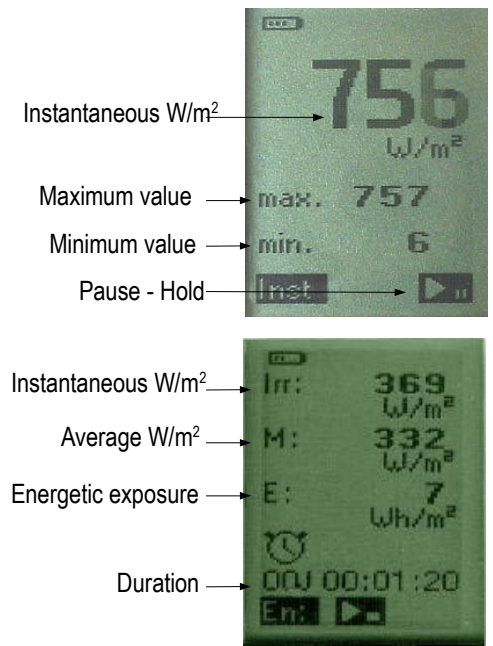 756
Instantaneous W/m²
W/m²
Maximum value
max. 757
Minimum value
min. 6
Pause - Hold
Inst
Irr: 369
Instantaneous W/m²
W/m²
Average W/m²
M: 332
W/m²
Energetic exposure
E: 7
Wh/m²
Duration
00J 00:01:20
En: